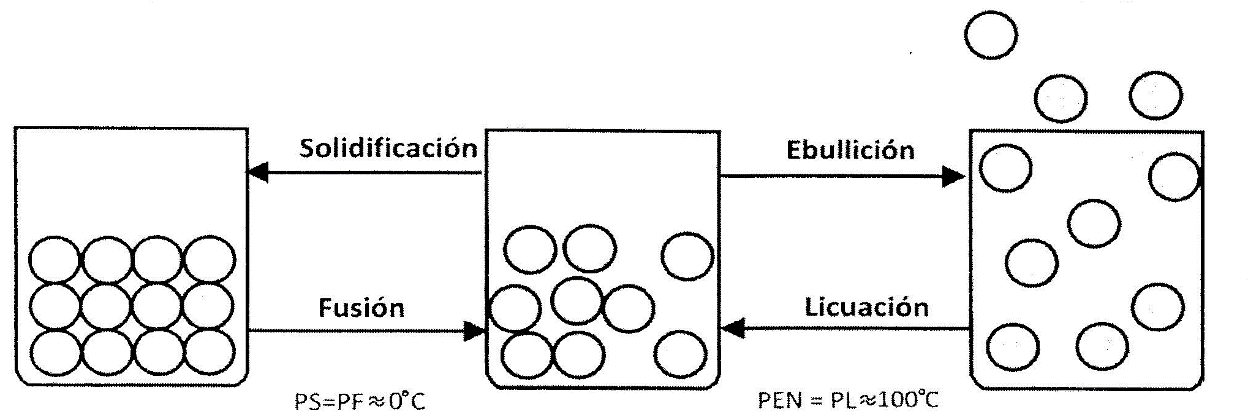 Solidificación
Ebullición
Fusión
Licuación
PS=PF≈0°C
PEN = PL≈100°C